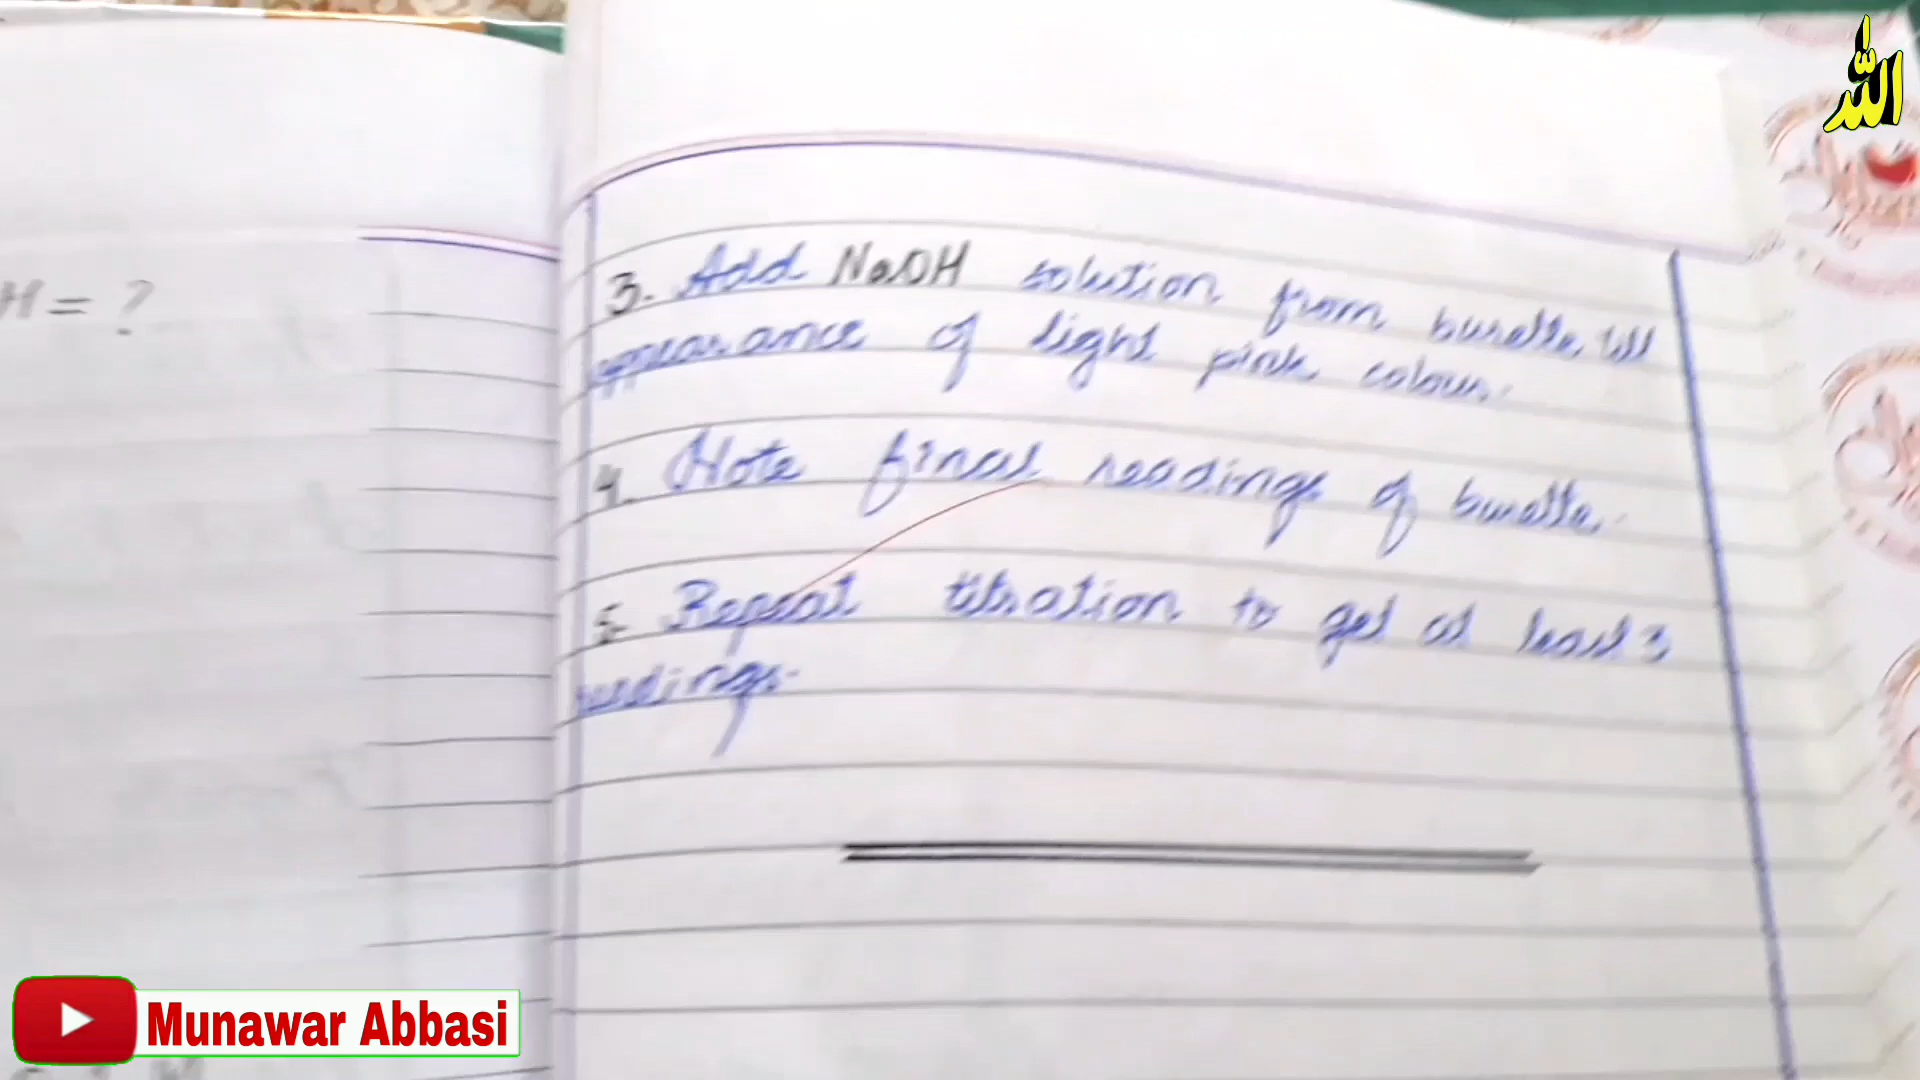 الله
H = ?
3. Add NaOH solution from burette till
appearance of light pink colour.
4. Note final readings of burette.
5. Repeat titration to get at least 3
readings.
Munawar Abbasi